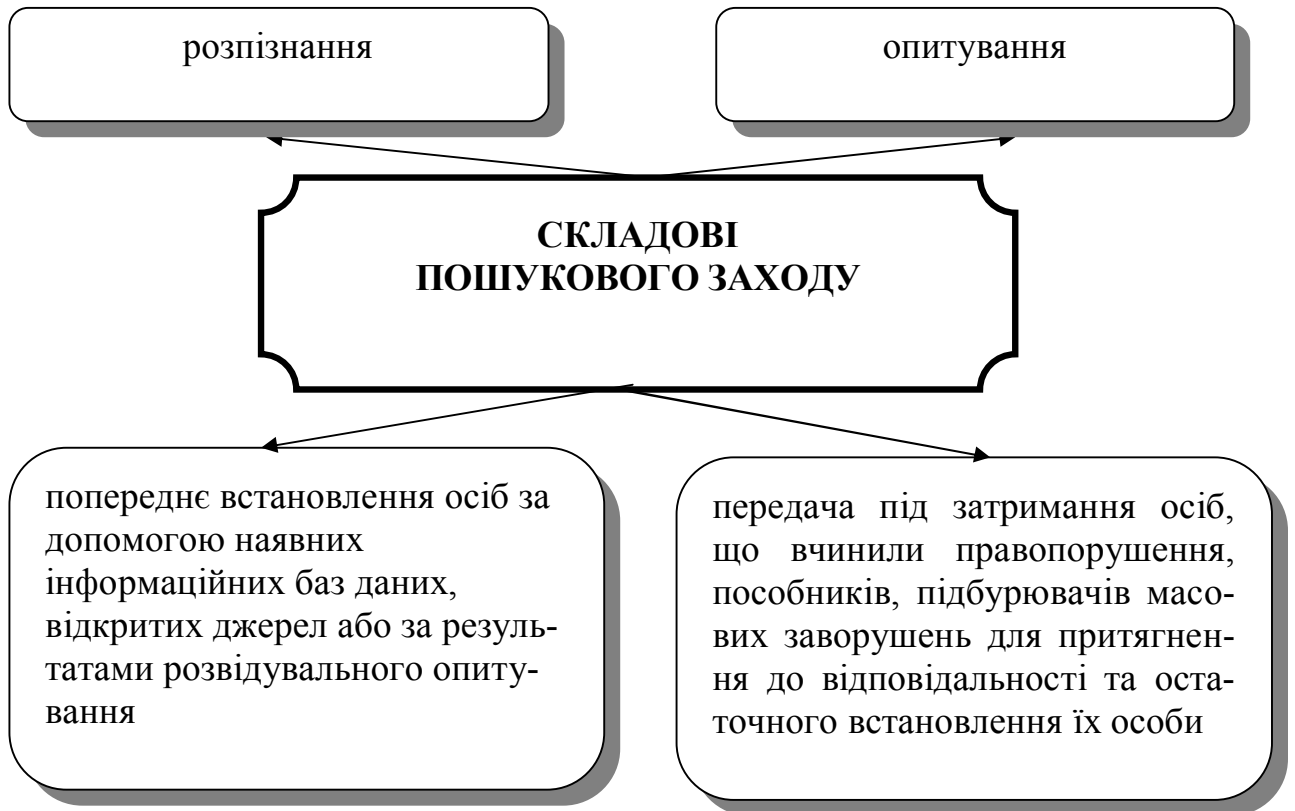 розпізнання
опитування
СКЛАДОВІ
ПОШУКОВОГО ЗАХОДУ
попереднє встановлення осіб за
допомогою наявних
інформаційних баз даних,
відкритих джерел або за резуль-
татами розвідувального опиту-
вання
передача під затримання осіб,
що вчинили правопорушення,
пособників, підбурювачів масо-
вих заворушень для притягнен-
ня до відповідальності та оста-
точного встановлення їх особи